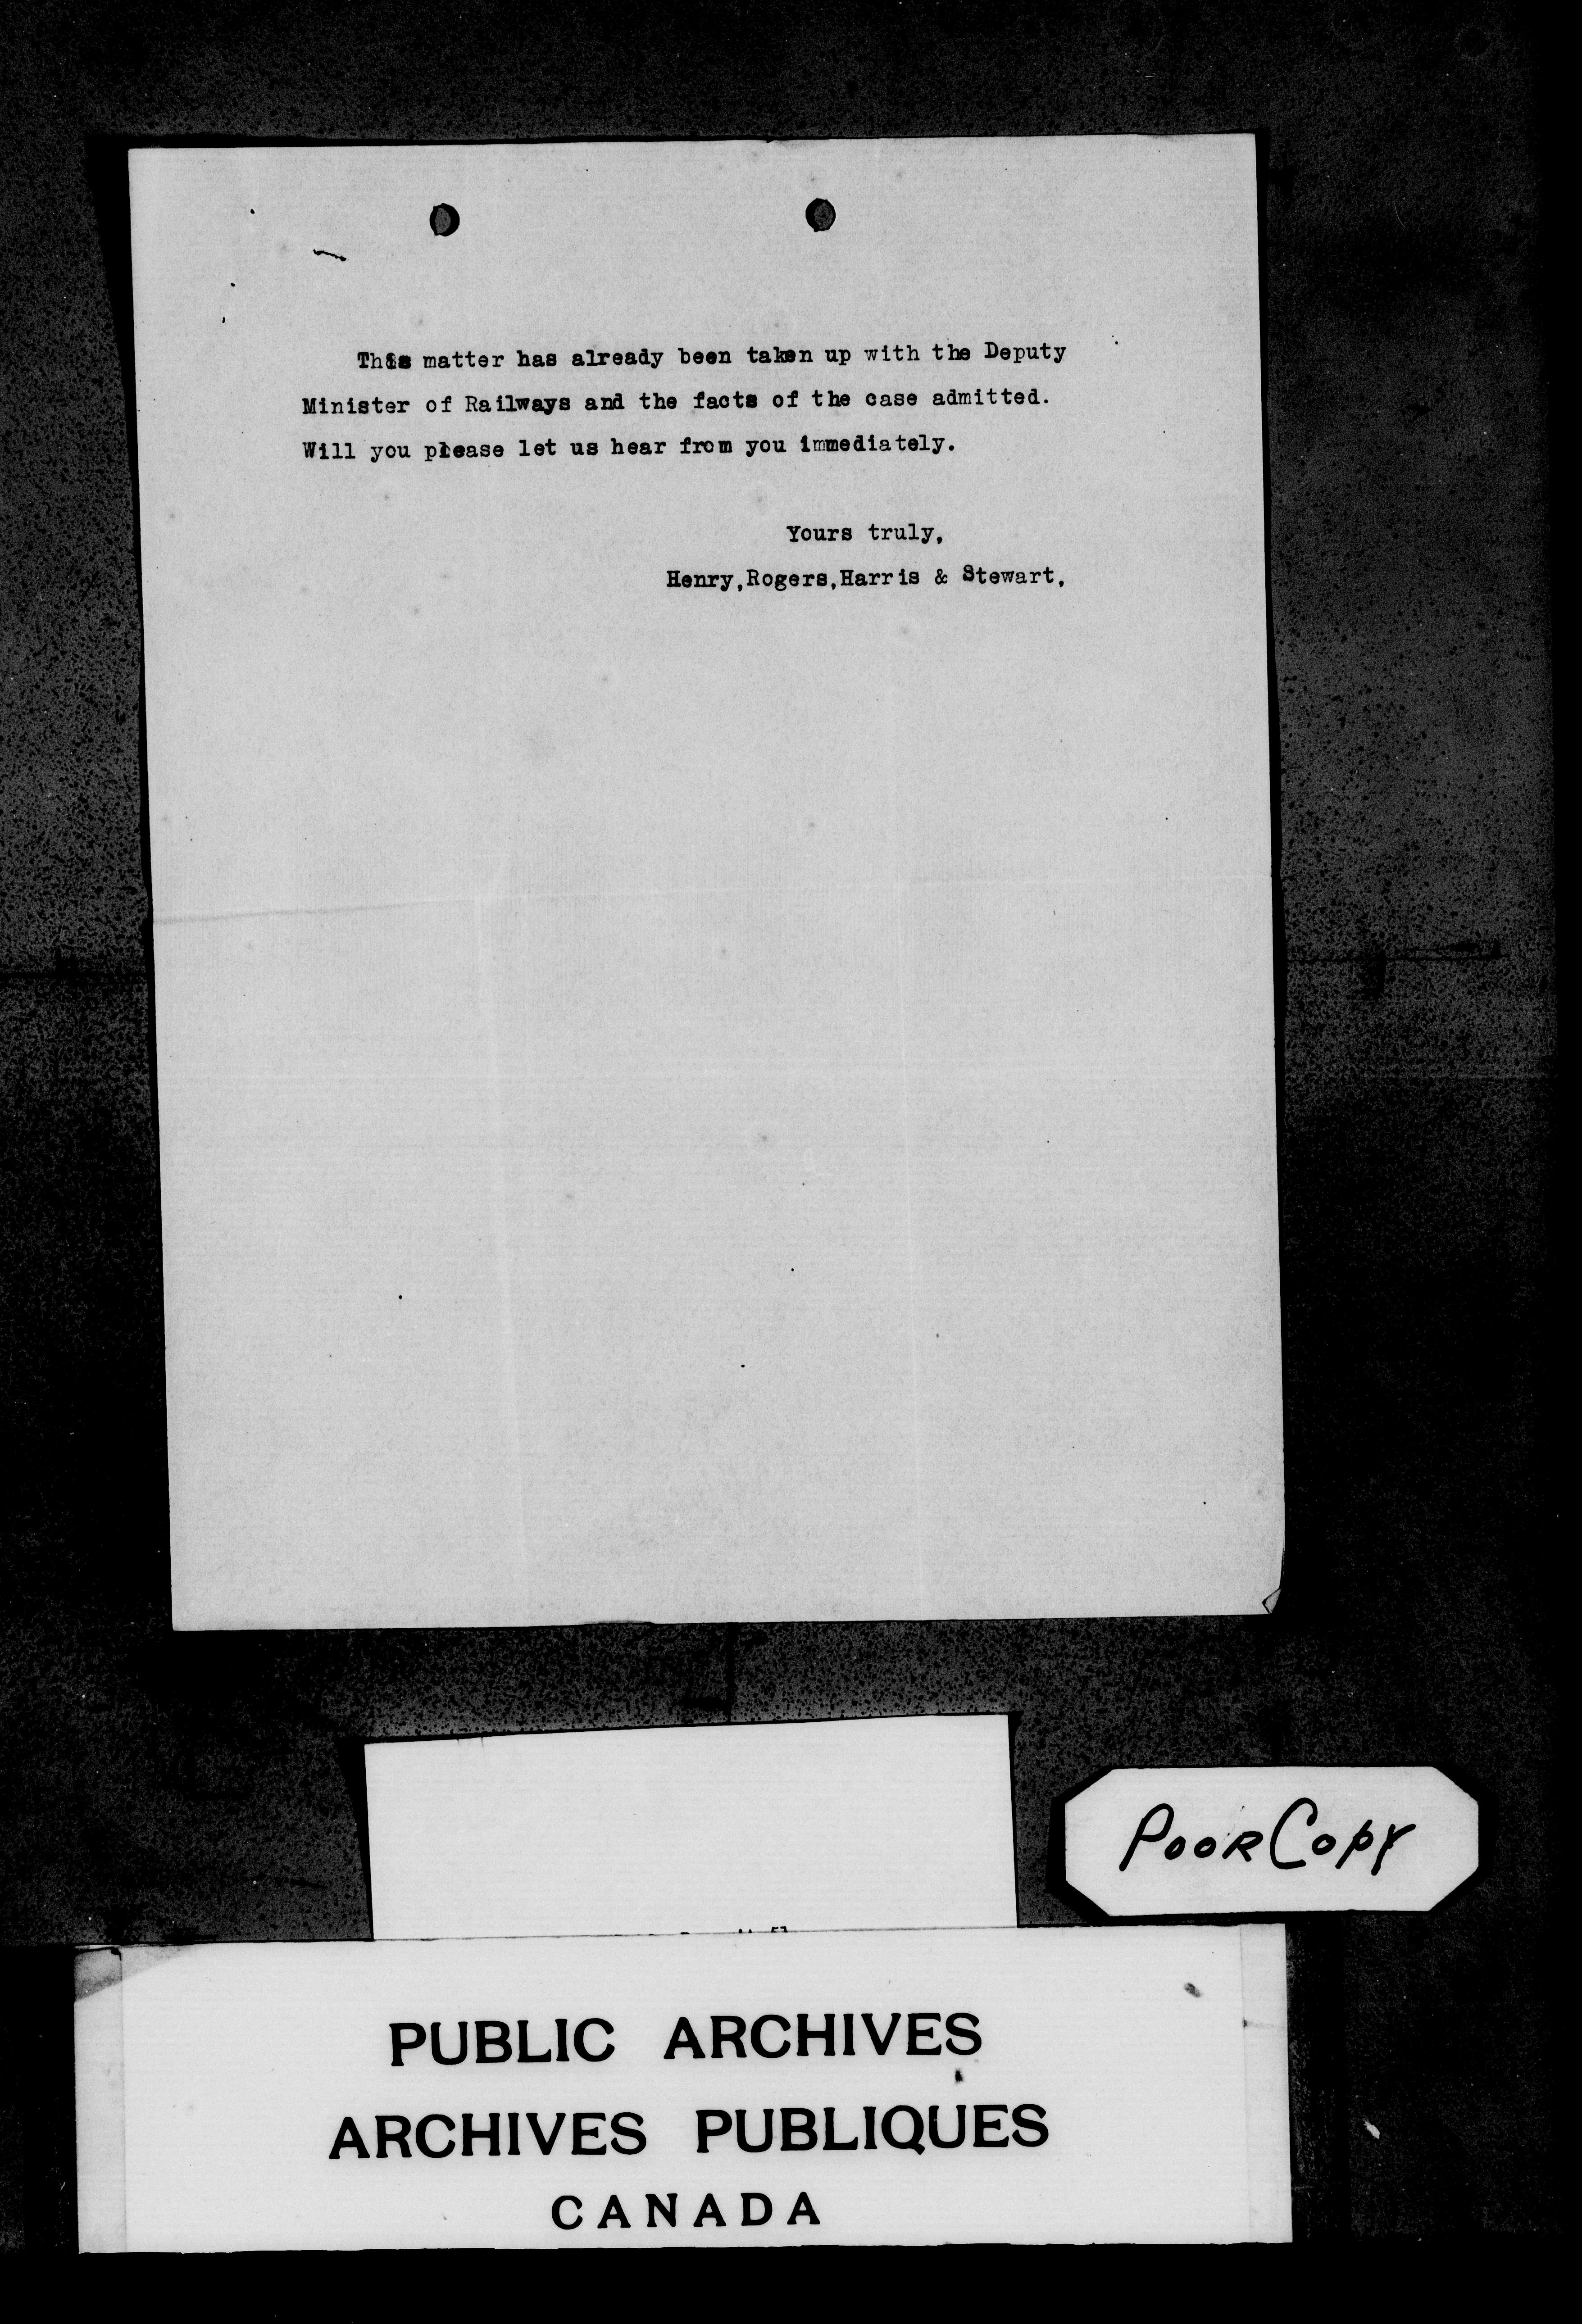 This matter has already been taken up with the Deputy
Minister of Railways and the facts of the case admitted.
Will you please let us hear from you immediately.
Yours truly,
Henry,Rogers,Harris & Stewart,
POOR COPY
PUBLIC ARCHIVES
ARCHIVES PUBLIQUES
CANADA